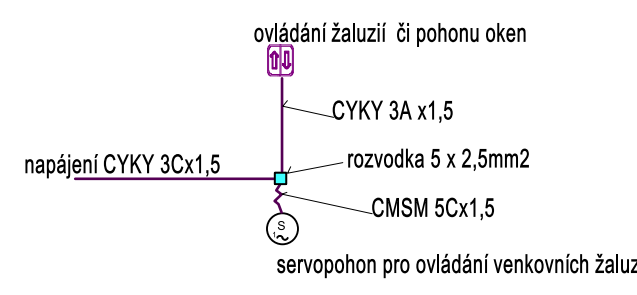 ovládání žaluzií či pohonu oken
CYKY 3A x1,5
napájení CYKY 3Cx1,5
rozvodka 5 x 2,5mm2
CMSM 5Cx1,5
S
1~
servopohon pro ovládání venkovních žaluz